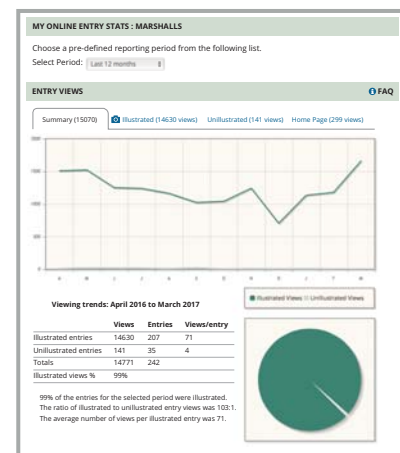 MY ONLINE ENTRY STATS : MARSHALLS
Choose a pre-defined reporting period from the following list.
Select Period: Last 12 months
ENTRY VIEWS
FAQ
Summary (15070) Illustrated (14630 views) Unillustrated (141 views) Home Page (299 views)
Viewing trends: April 2016 to March 2017
Illustrated Views Unillustrated Views
Views Entries Views/entry
Illustrated entries 14630 207 71
Unillustrated entries 141 35 4
Totals 14771 242
Illustrated views % 99%
99% of the entries for the selected period were illustrated.
The ratio of illustrated to unillustrated entry views was 103:1.
The average number of views per illustrated entry was 71.